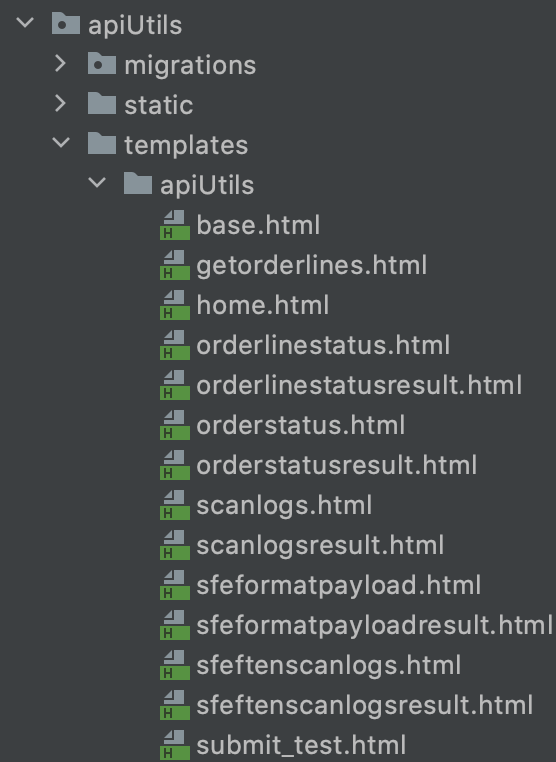 apiUtils
migrations
static
templates
apiUtils
base.html
getorderlines.html
home.html
orderlinestatus.html
orderlinestatusresult.html
orderstatus.html
orderstatusresult.html
scanlogs.html
scanlogsresult.html
sfeformatpayload.html
sfeformatpayloadresult.html
sfeftenscanlogs.html
sfeftenscanlogsresult.html
submit_test.html